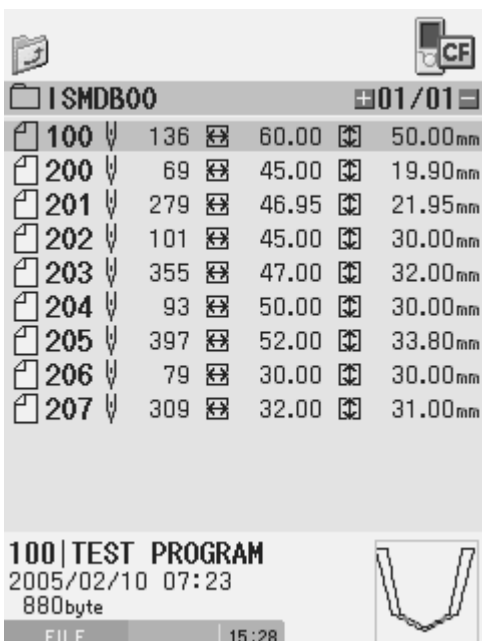 CF
ISMDB00 01/01
100 136 60.00 50.00mm
200 69 45.00 19.90mm
201 279 46.95 21.95mm
202 101 45.00 30.00mm
203 355 47.00 32.00mm
204 93 50.00 30.00mm
205 397 52.00 33.80mm
206 79 30.00 30.00mm
207 309 32.00 31.00mm
100|TEST PROGRAM
2005/02/10 07:23
880byte
FILE 15:28